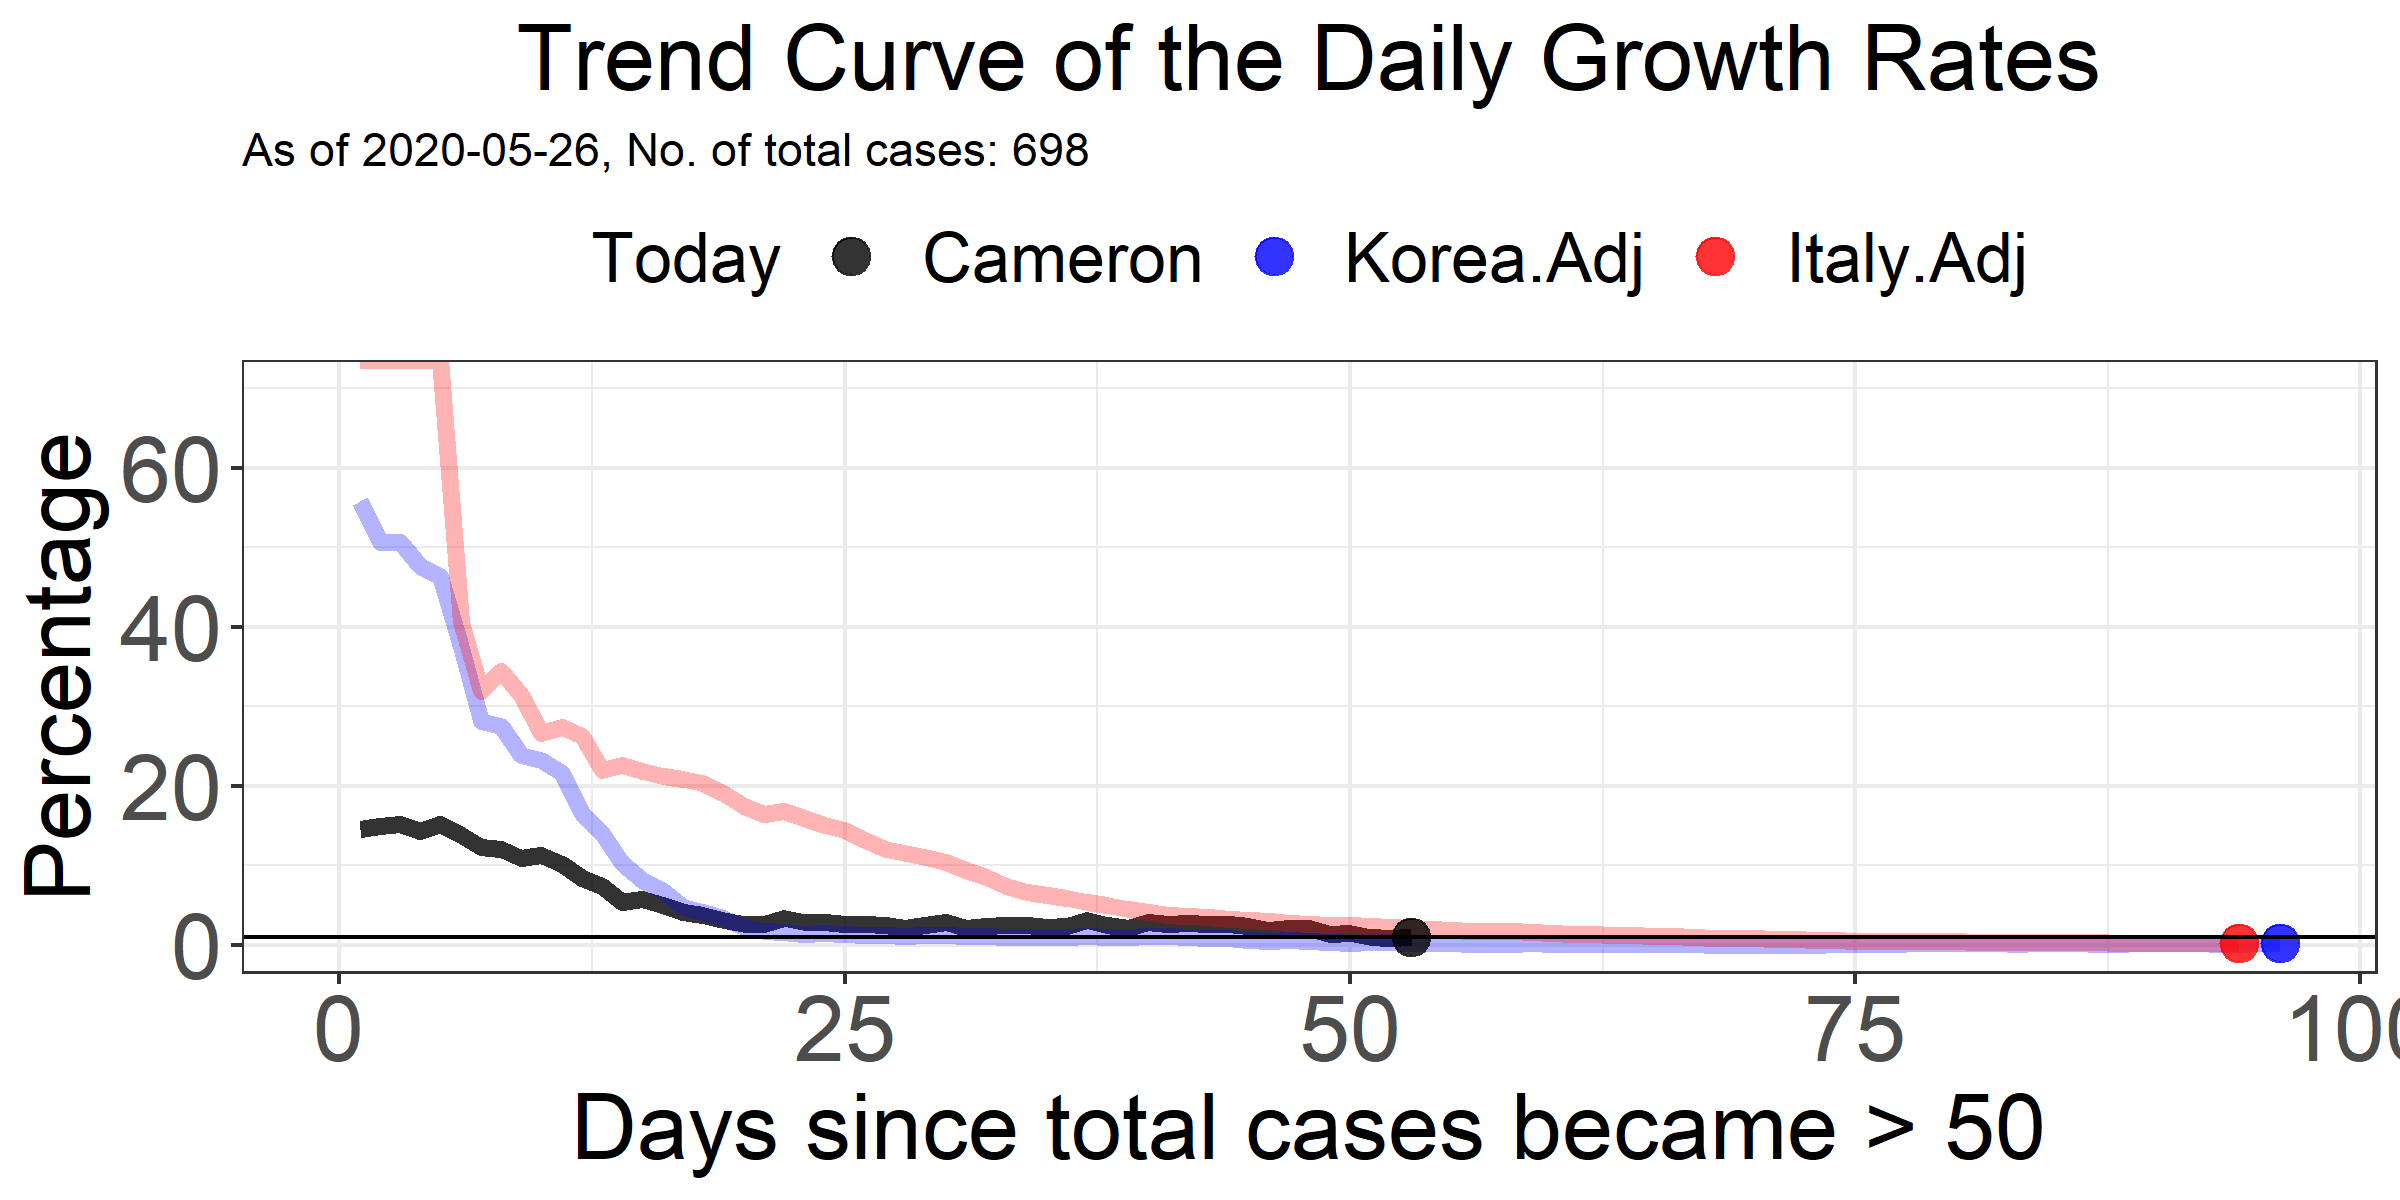 Trend Curve of the Daily Growth Rates
As of 2020-05-26, No. of total cases: 698
Today Cameron Korea.Adj Italy.Adj
Percentage
60
40
20
0
0 25 50 75 100
Days since total cases became > 50